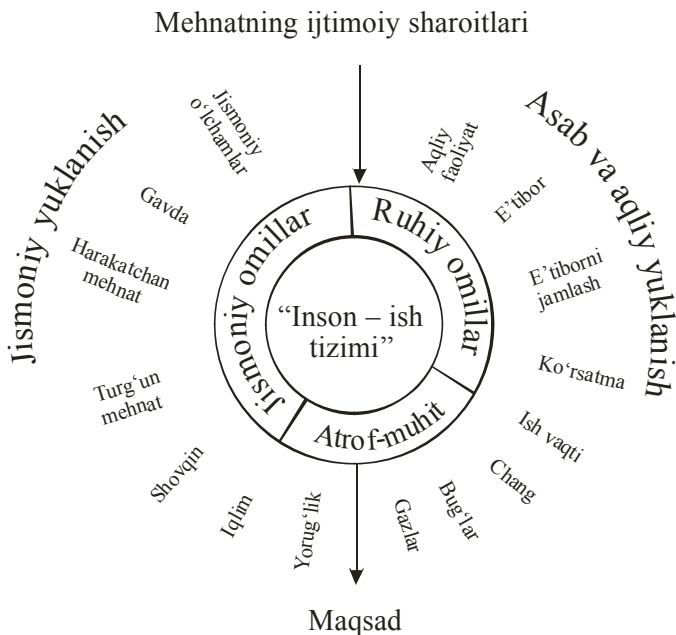 Mehnatning ijtimoiy sharoitlari
Jismoniy yuklanish
Asab va aqliy yuklanish
Jismoniy
o‘lchamlar
Gavda
Harakatchan
mehnat
Turg‘un
mehnat
Shovqin
Iqlim
Yorug‘lik
Gazlar
Bug‘lar
Chang
Ish vaqti
Ko‘rsatma
E’tiborni
jamlash
E’tibor
Aqliy
faoliyat
Jismoniy omillar
Ruhiy omillar
Atrof-muhit
“Inson – ish
tizimi”
Maqsad